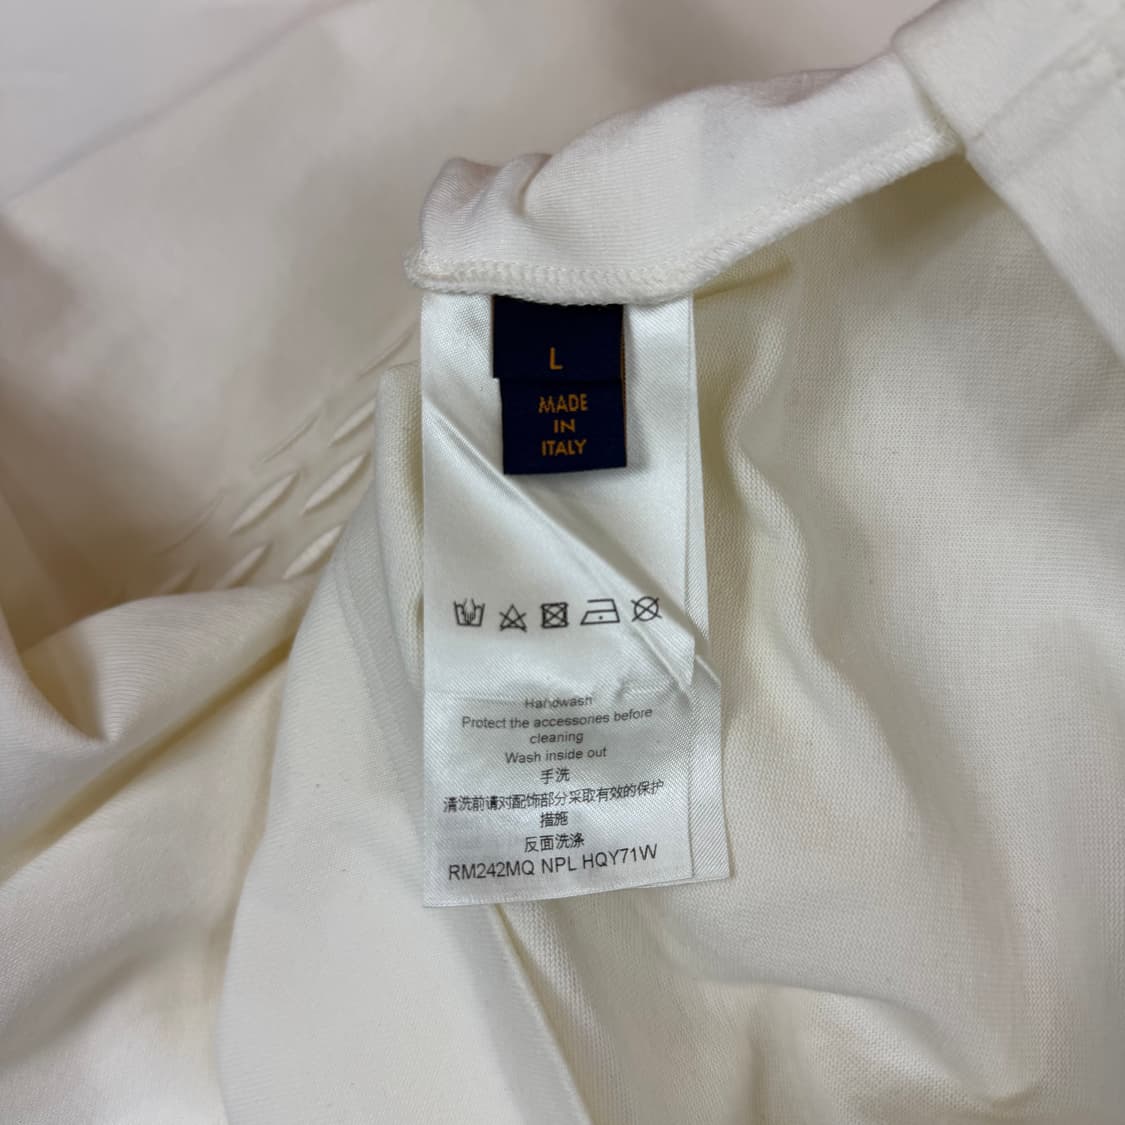 L
MADE
IN
ITALY
Handwash
Protect the accessories before
cleaning
Wash inside out
手洗
清洗前请对配饰部分采取有效的保护
措施
反面洗涤
RM242MQ NPL HQY71W